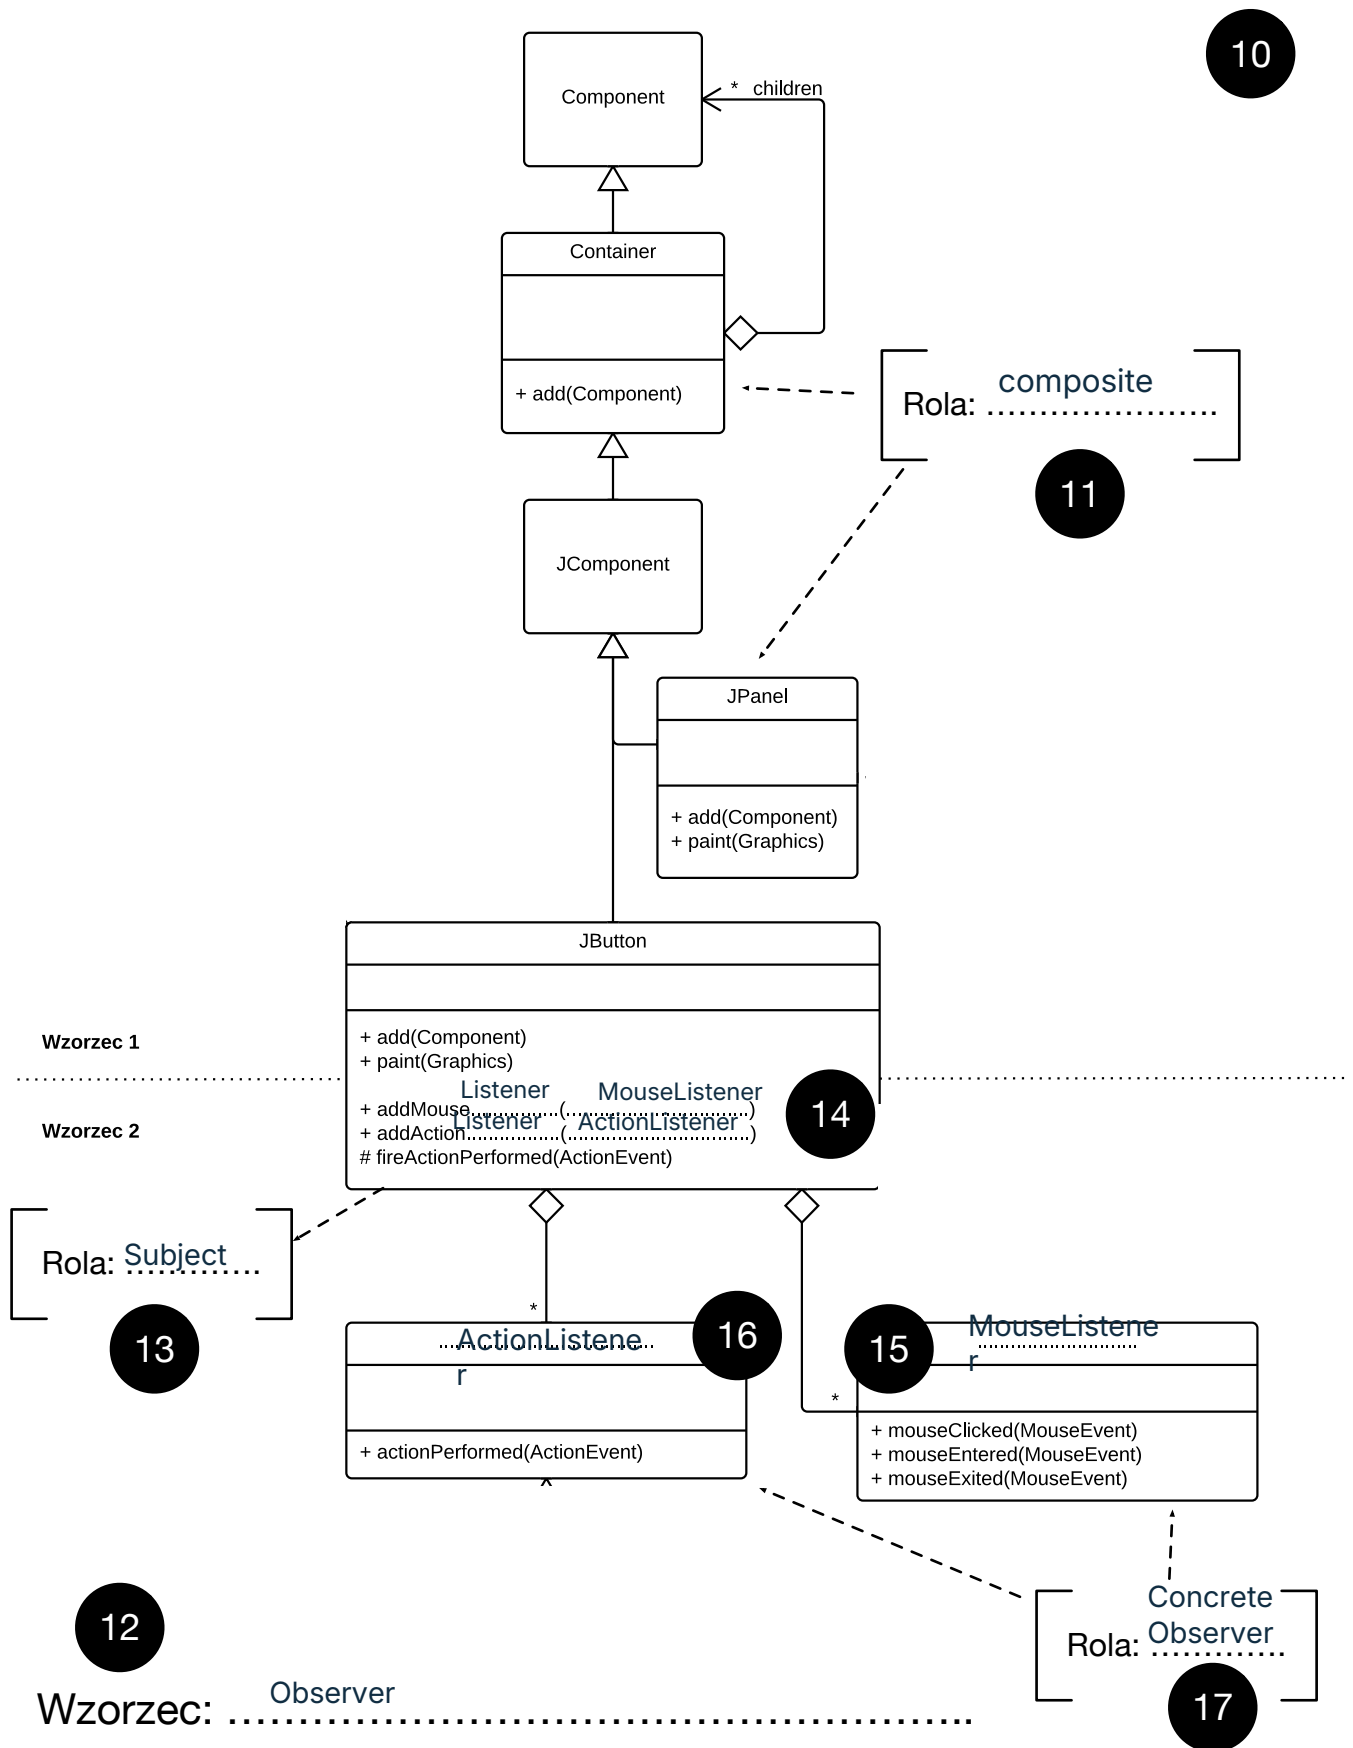 10
* children
Component
Container
+ add(Component)
composite
Rola: ........................
11
JComponent
JPanel
+ add(Component)
+ paint(Graphics)
JButton
+ add(Component)
+ paint(Graphics)
Wzorzec 1
Listener MouseListener
+ addMouse..................(......................................)
Listener ActionListener
+ addAction...................(......................................)
# fireActionPerformed(ActionEvent)
14
Wzorzec 2
Subject
Rola: .............
13
*
ActionListene
r
16
+ actionPerformed(ActionEvent)
15
MouseListene
r
*
+ mouseClicked(MouseEvent)
+ mouseEntered(MouseEvent)
+ mouseExited(MouseEvent)
Concrete
Observer
Rola: .............
17
12
Observer
Wzorzec: .....................................................